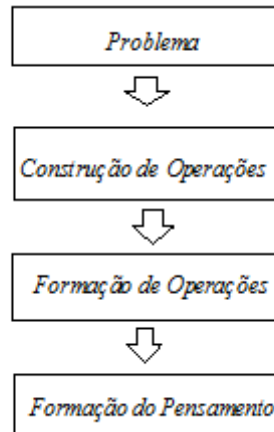 Problema
Construção de Operações
Formação de Operações
Formação do Pensamento